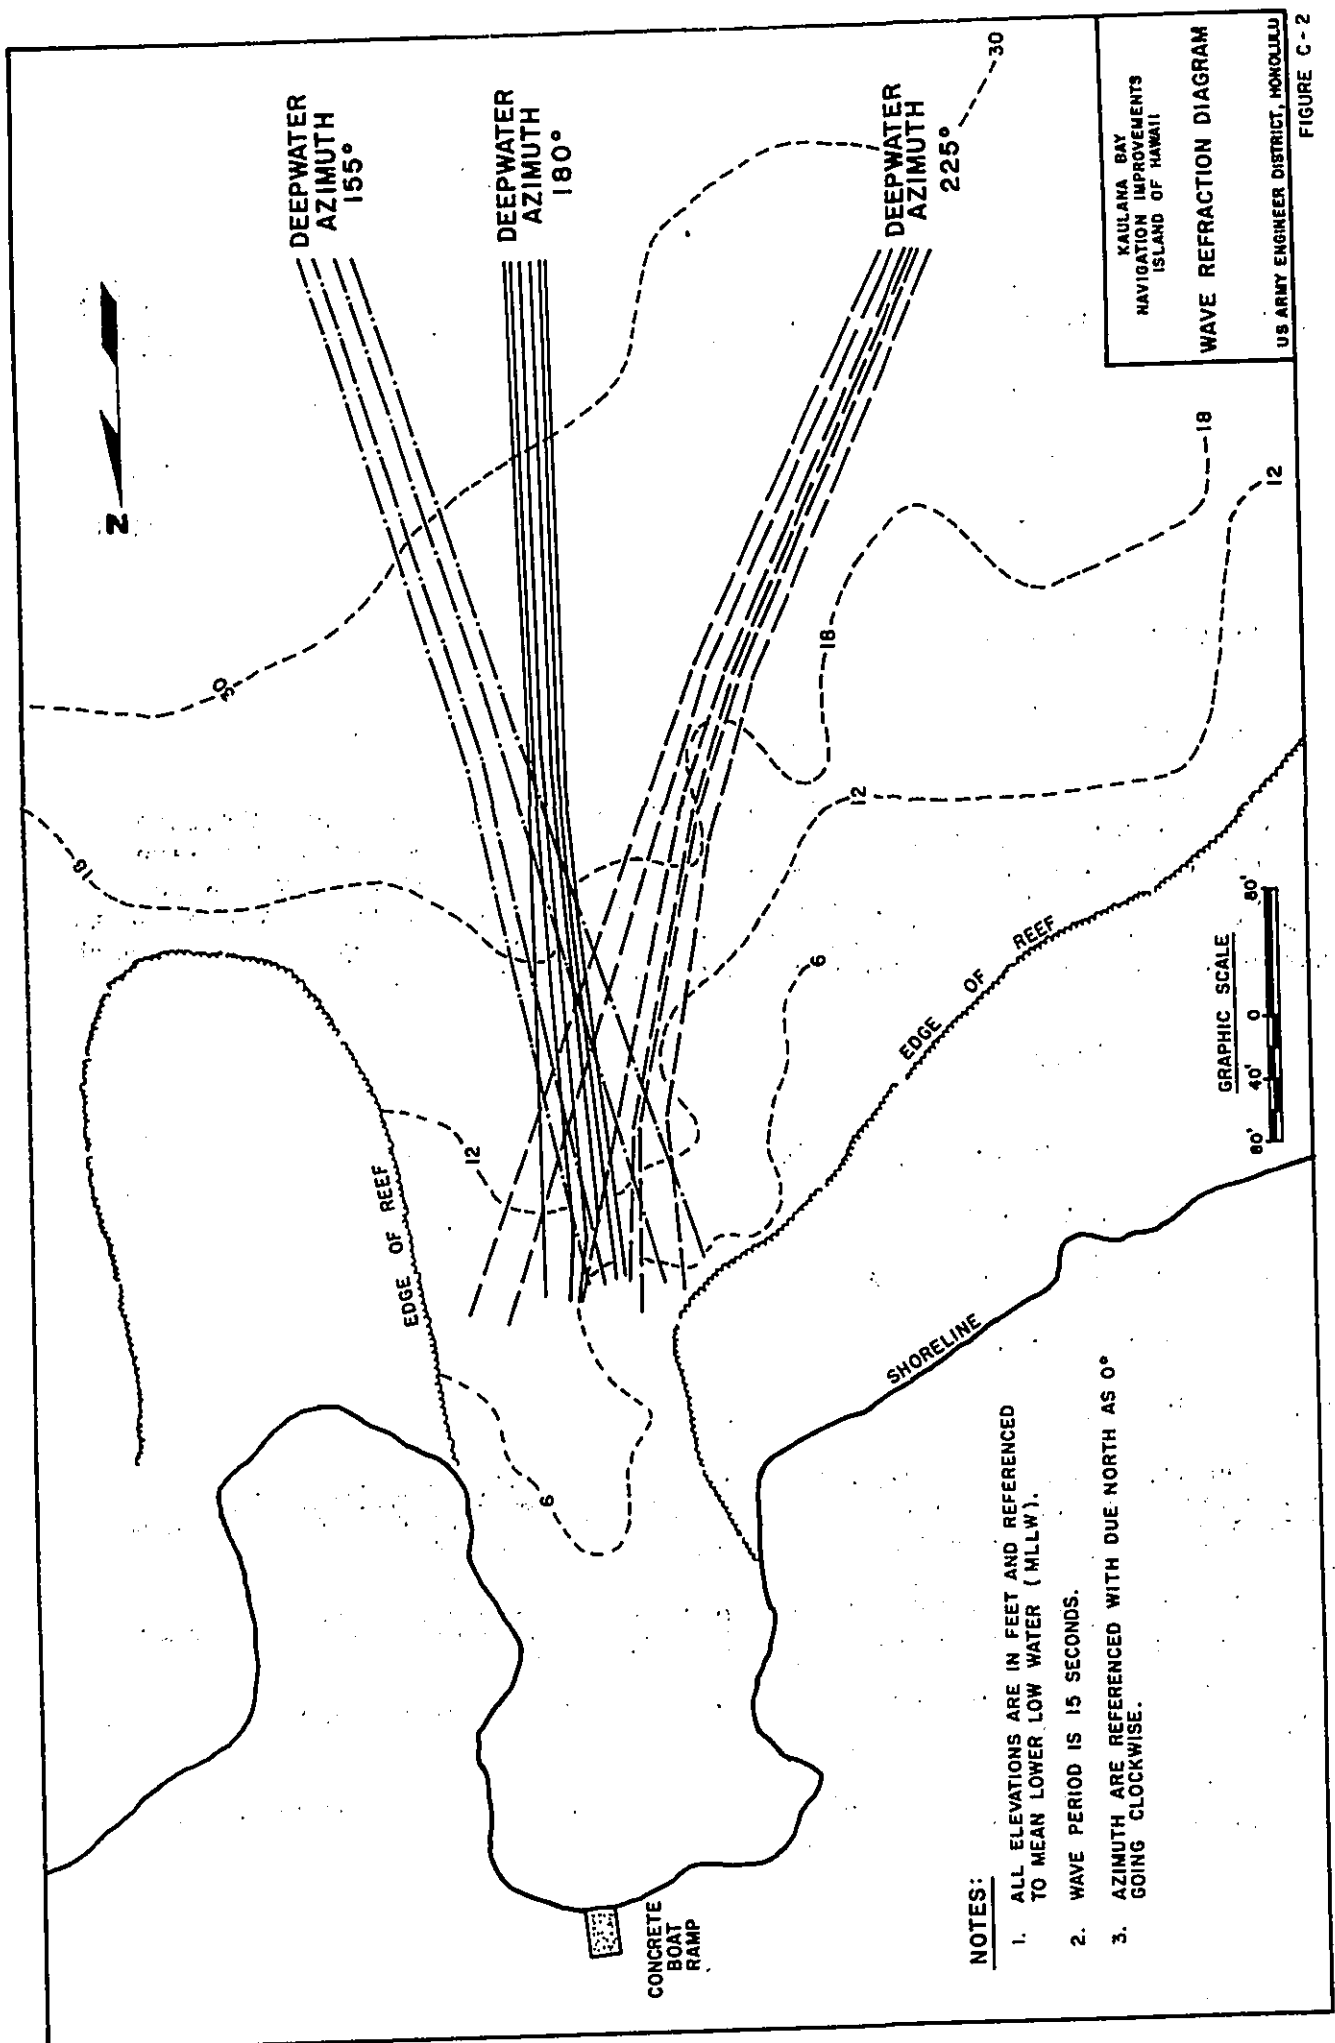 N
DEEPWATER
AZIMUTH
155°
DEEPWATER
AZIMUTH
180°
DEEPWATER
AZIMUTH
225°
30
30
18
18
18
12
12
12
6
6
EDGE OF REEF
EDGE OF REEF
SHORELINE
CONCRETE
BOAT
RAMP
GRAPHIC SCALE
80' 40' 0 80'
NOTES:
1. ALL ELEVATIONS ARE IN FEET AND REFERENCED
TO MEAN LOWER LOW WATER (MLLW).
2. WAVE PERIOD IS 15 SECONDS.
3. AZIMUTH ARE REFERENCED WITH DUE NORTH AS 0°
GOING CLOCKWISE.
KAULANA BAY
NAVIGATION IMPROVEMENTS
ISLAND OF HAWAII
WAVE REFRACTION DIAGRAM
US ARMY ENGINEER DISTRICT, HONOLULU
FIGURE C-2